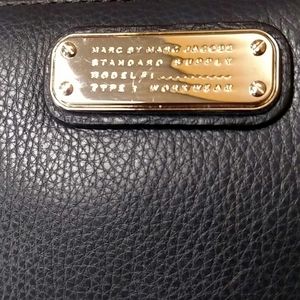 MARC BY MARC JACOBS
STANDARD SUPPLY
MODEL#: ............
TYPE : WORKWEAR